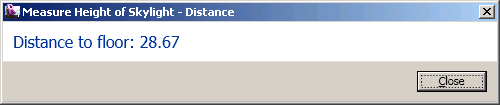 Measure Height of Skylight - Distance
Distance to floor: 28.67
Close